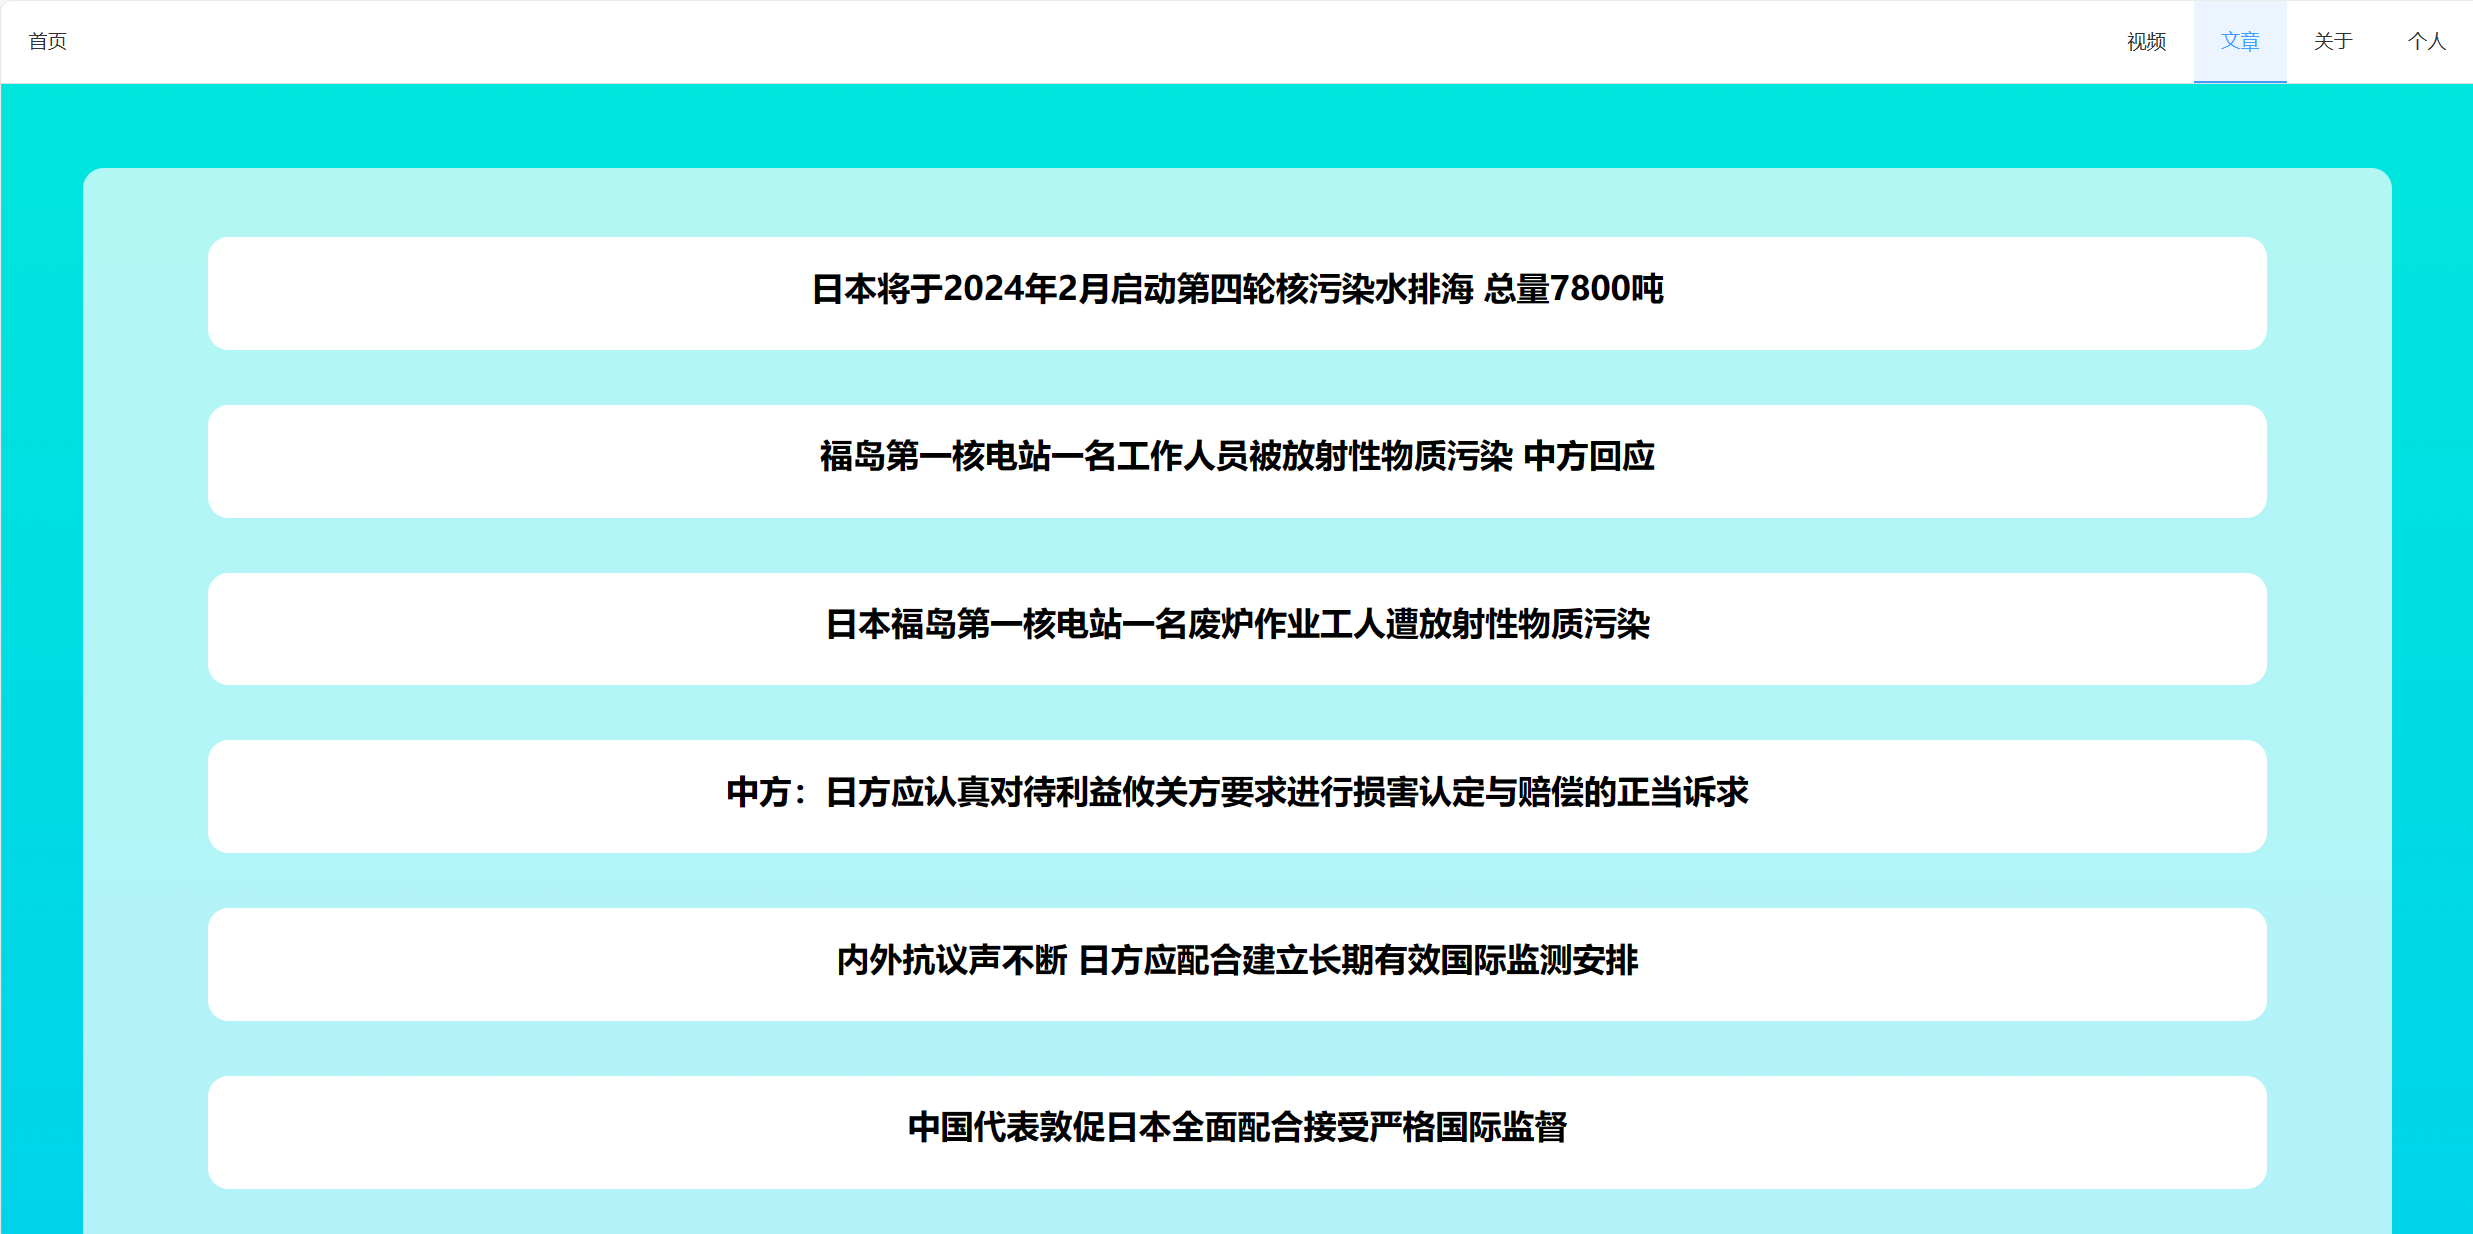 首页
视频
文章
关于
个人
日本将于2024年2月启动第四轮核污染水排海 总量7800吨
福岛第一核电站一名工作人员被放射性物质污染 中方回应
日本福岛第一核电站一名废炉作业工人遭放射性物质污染
中方：日方应认真对待利益攸关方要求进行损害认定与赔偿的正当诉求
内外抗议声不断 日方应配合建立长期有效国际监测安排
中国代表敦促日本全面配合接受严格国际监督